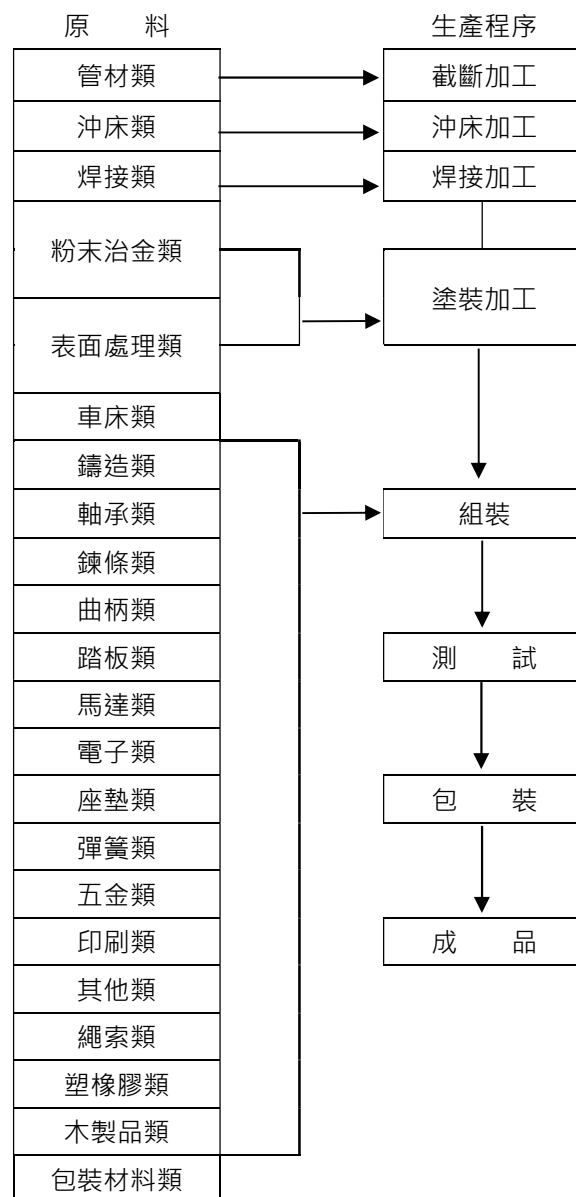 原　　料
管材類
沖床類
焊接類
粉末治金類
表面處理類
車床類
鑄造類
軸承類
鍊條類
曲柄類
踏板類
馬達類
電子類
座墊類
彈簧類
五金類
印刷類
其他類
繩索類
塑橡膠類
木製品類
包裝材料類
生產程序
截斷加工
沖床加工
焊接加工
塗裝加工
組裝
測　　試
包　　裝
成　　品